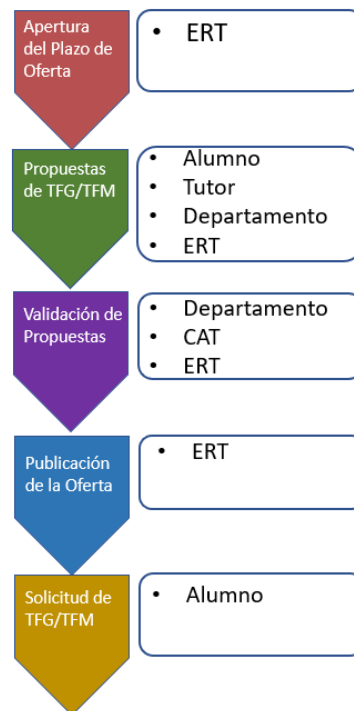 Apertura
del Plazo de
Oferta
• ERT
Propuestas
de TFG/TFM
• Alumno
• Tutor
• Departamento
• ERT
Validación de
Propuestas
• Departamento
• CAT
• ERT
Publicación
de la Oferta
• ERT
Solicitud de
TFG/TFM
• Alumno